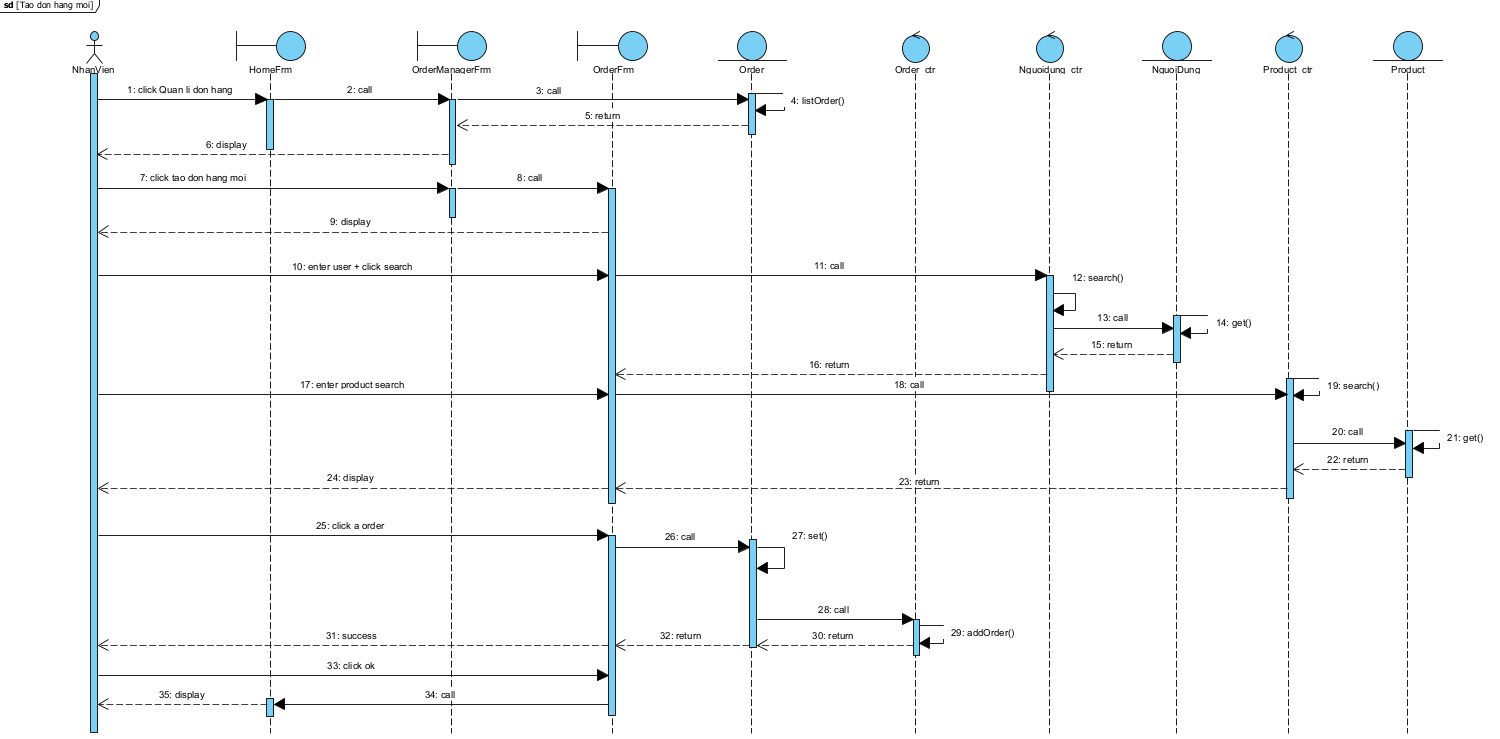 sd [Tao don hang moi]
NhanVien
HomeFrm
OrderManagerFrm
OrderFrm
Order
Order_ctr
Nguoidung_ctr
NguoiDung
Product_ctr
Product
1: click Quan li don hang
2: call
3: call
4: listOrder()
5: return
6: display
7: click tao don hang moi
8: call
9: display
10: enter user + click search
11: call
12: search()
13: call
14: get()
15: return
16: return
17: enter product search
18: call
19: search()
20: call
21: get()
22: return
23: return
24: display
25: click a order
26: call
27: set()
28: call
29: addOrder()
30: return
31: success
32: return
33: click ok
34: call
35: display